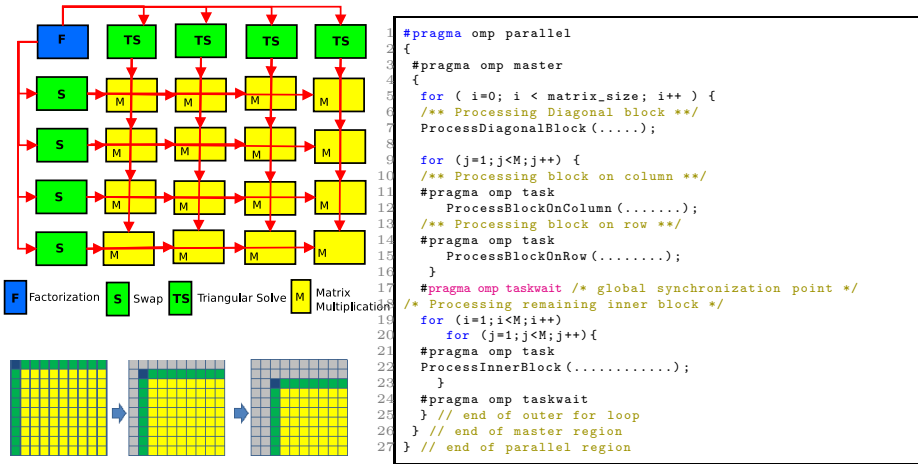 F TS TS TS TS
S M M M M
S M M M M
S M M M M
S M M M M
F Factorization S Swap TS Triangular Solve M Matrix Multiplication
1 #pragma omp parallel
2 {
3 #pragma omp master
4 {
5 for ( i=0; i < matrix_size; i++ ) {
6 /** Processing Diagonal block **/
7 ProcessDiagonalBlock(.....);
8
9 for (j=1;j<M;j++) {
10 /** Processing block on column **/
11 #pragma omp task
12 ProcessBlockOnColumn(.......);
13 /** Processing block on row **/
14 #pragma omp task
15 ProcessBlockOnRow(.......);
16 }
17 #pragma omp taskwait /* global synchronization point */
18 /* Processing remaining inner block */
19 for (i=1;i<M;i++)
20 for (j=1;j<M;j++){
21 #pragma omp task
22 ProcessInnerBlock(............);
23 }
24 #pragma omp taskwait
25 } // end of outer for loop
26 } // end of master region
27 } // end of parallel region